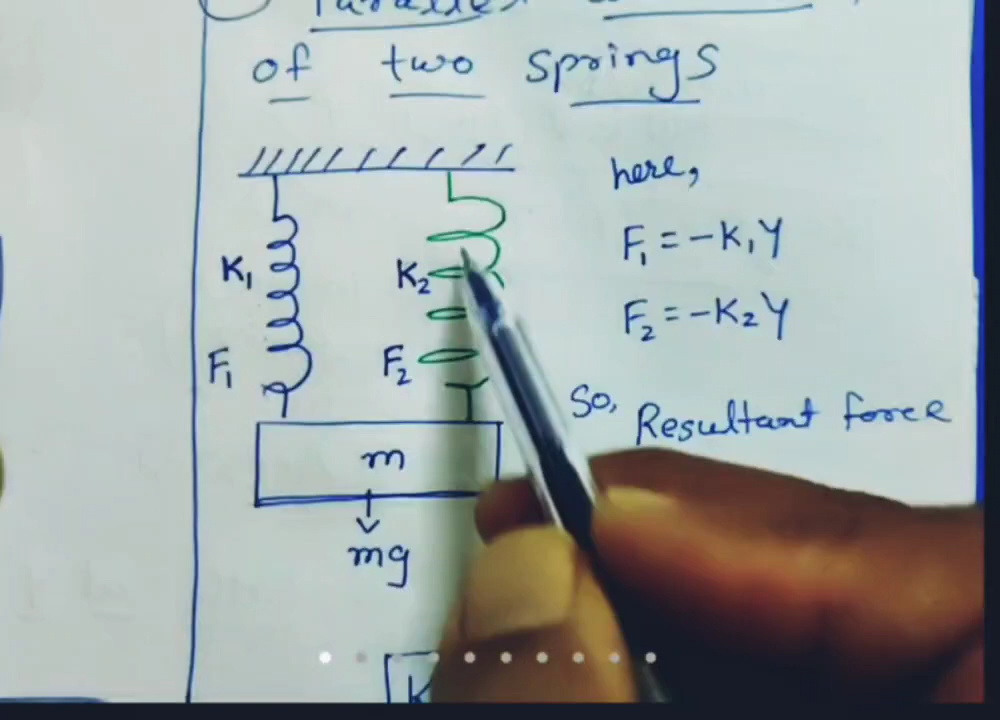 of two springs
here,
K₁
F₁ = -K₁Y
K₂
F₂ = -K₂Y
F₁
F₂
So, Resultant force
m
mg
K